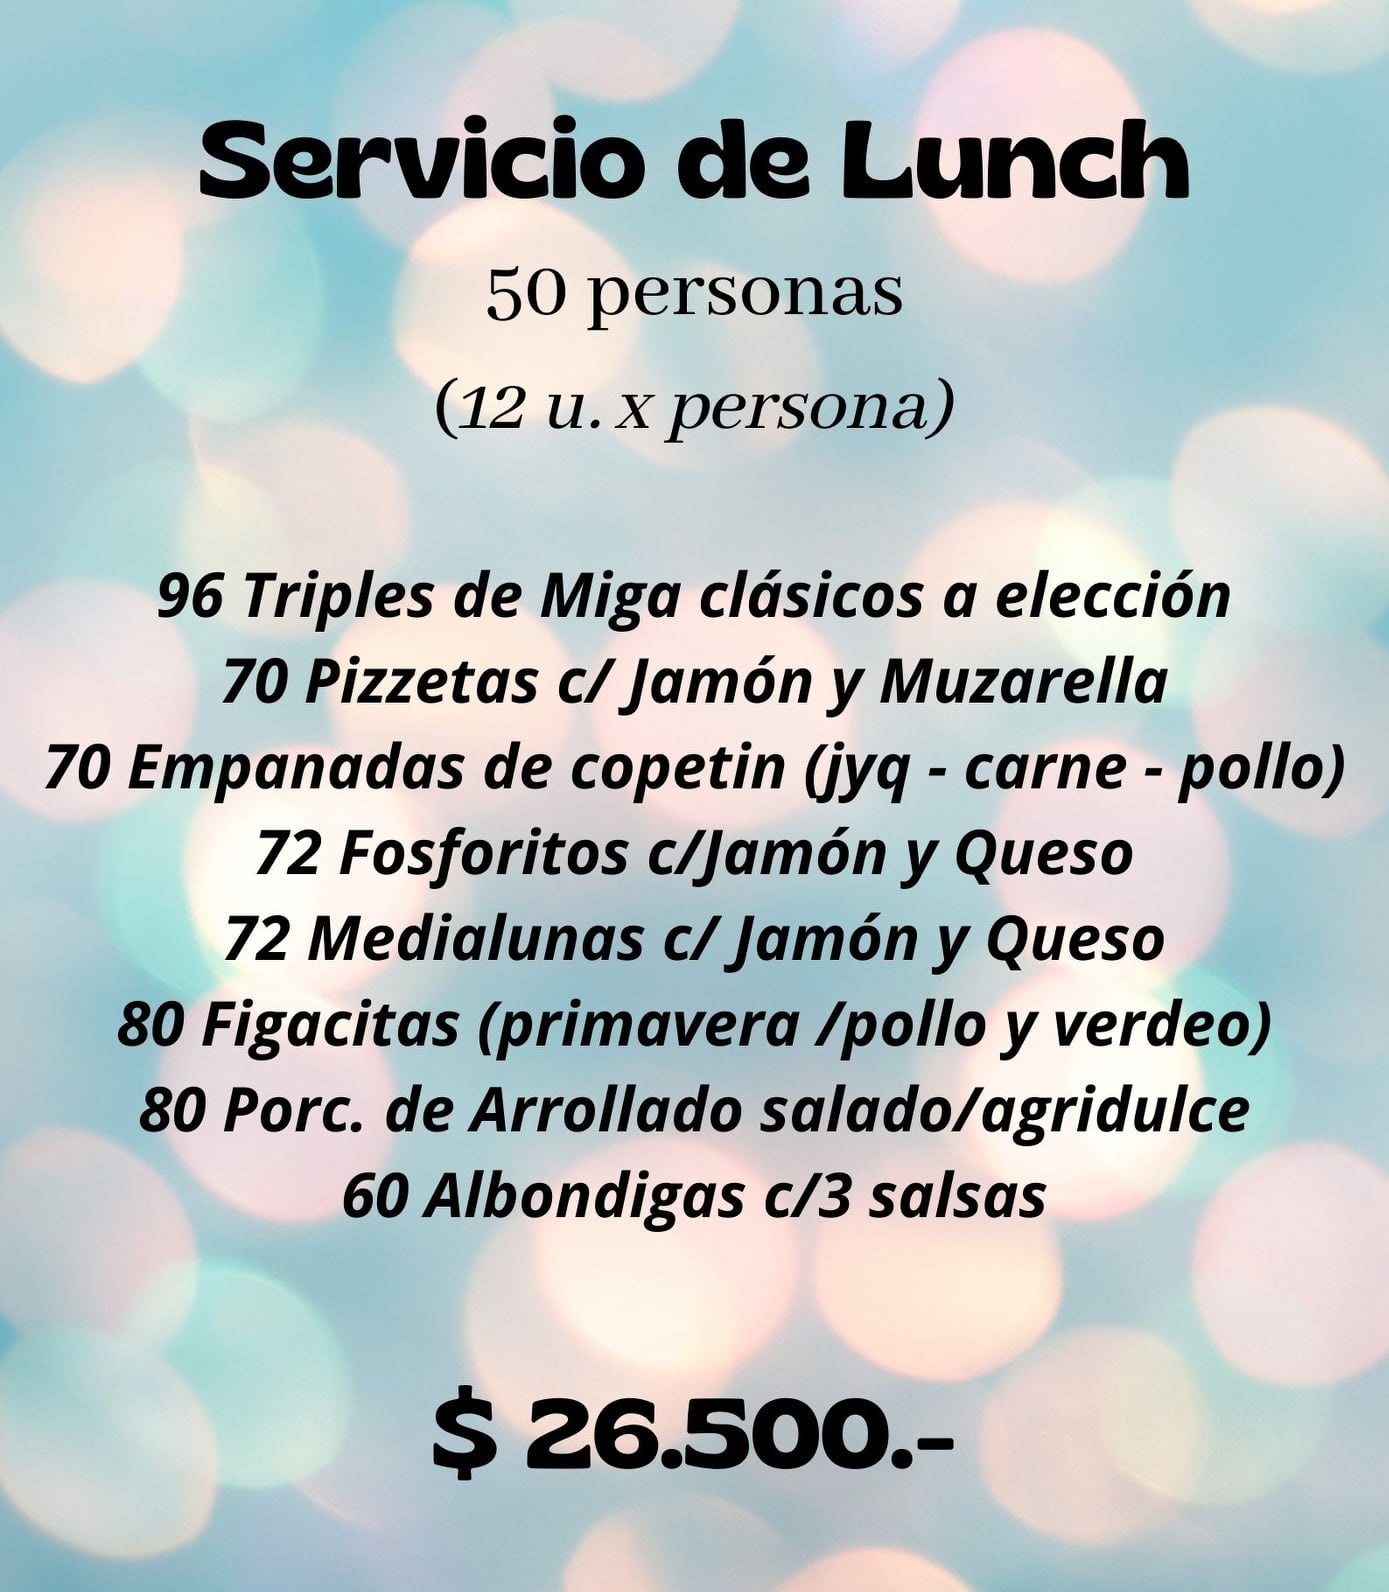 Servicio de Lunch
50 personas
(12 u. x persona)
96 Triples de Miga clásicos a elección
70 Pizzetas c/ Jamón y Muzarella
70 Empanadas de copetin (jyq - carne - pollo)
72 Fosforitos c/Jamón y Queso
72 Medialunas c/ Jamón y Queso
80 Figacitas (primavera /pollo y verdeo)
80 Porc. de Arrollado salado/agridulce
60 Albondigas c/3 salsas
$ 26.500.-